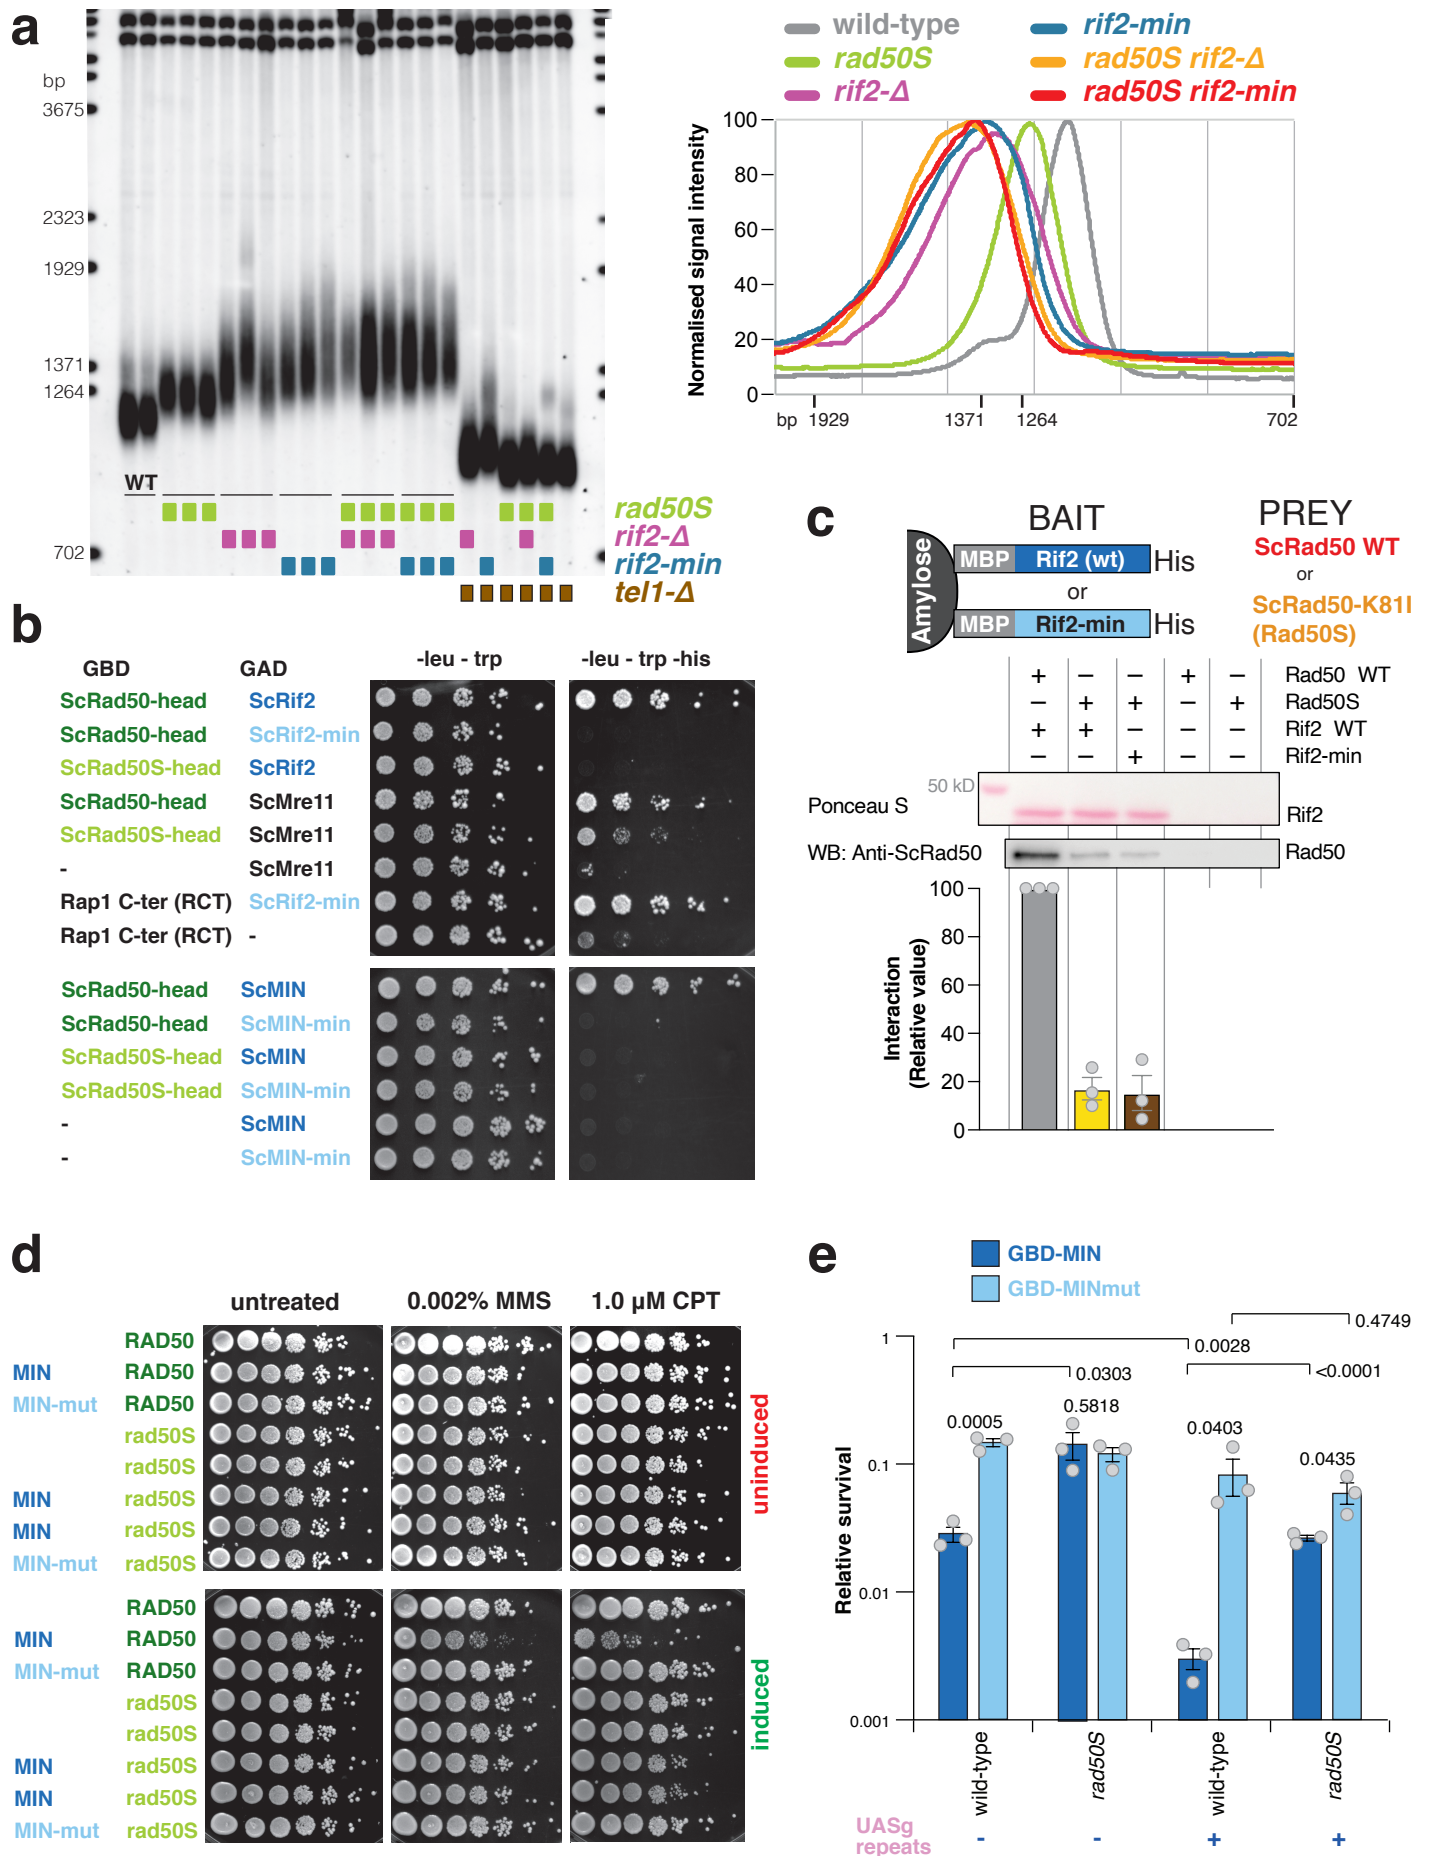 a
bp
3675
2323
1929
1371
1264
702
WT
rad50S
rif2-Δ
rif2-min
tel1-Δ
wild-type
rad50S
rif2-Δ
rif2-min
rad50S rif2-Δ
rad50S rif2-min
Normalised signal intensity
100
80
60
40
20
0
bp 1929 1371 1264 702
b
GBD GAD -leu - trp -leu - trp -his
ScRad50-head ScRif2
ScRad50-head ScRif2-min
ScRad50S-head ScRif2
ScRad50-head ScMre11
ScRad50S-head ScMre11
- ScMre11
Rap1 C-ter (RCT) ScRif2-min
Rap1 C-ter (RCT) -
ScRad50-head ScMIN
ScRad50-head ScMIN-min
ScRad50S-head ScMIN
ScRad50S-head ScMIN-min
- ScMIN
- ScMIN-min
c
BAIT PREY
Amylose
MBP Rif2 (wt) His
or
MBP Rif2-min His
ScRad50 WT
or
ScRad50-K81I
(Rad50S)
+ − − + − Rad50 WT
− + + − + Rad50S
+ + − − − Rif2 WT
− − + − − Rif2-min
50 kD
Ponceau S Rif2
WB: Anti-ScRad50 Rad50
Interaction
(Relative value)
100
80
60
40
20
0
d
untreated 0.002% MMS 1.0 µM CPT
RAD50
MIN RAD50
MIN-mut RAD50
rad50S
rad50S
MIN rad50S
MIN rad50S
MIN-mut rad50S
uninduced
RAD50
MIN RAD50
MIN-mut RAD50
rad50S
rad50S
MIN rad50S
MIN rad50S
MIN-mut rad50S
induced
e
GBD-MIN
GBD-MINmut
Relative survival
1
0.1
0.01
0.001
0.4749
0.0028
0.0303
<0.0001
0.0005
0.5818
0.0403
0.0435
wild-type rad50S wild-type rad50S
UASg
repeats - - + +